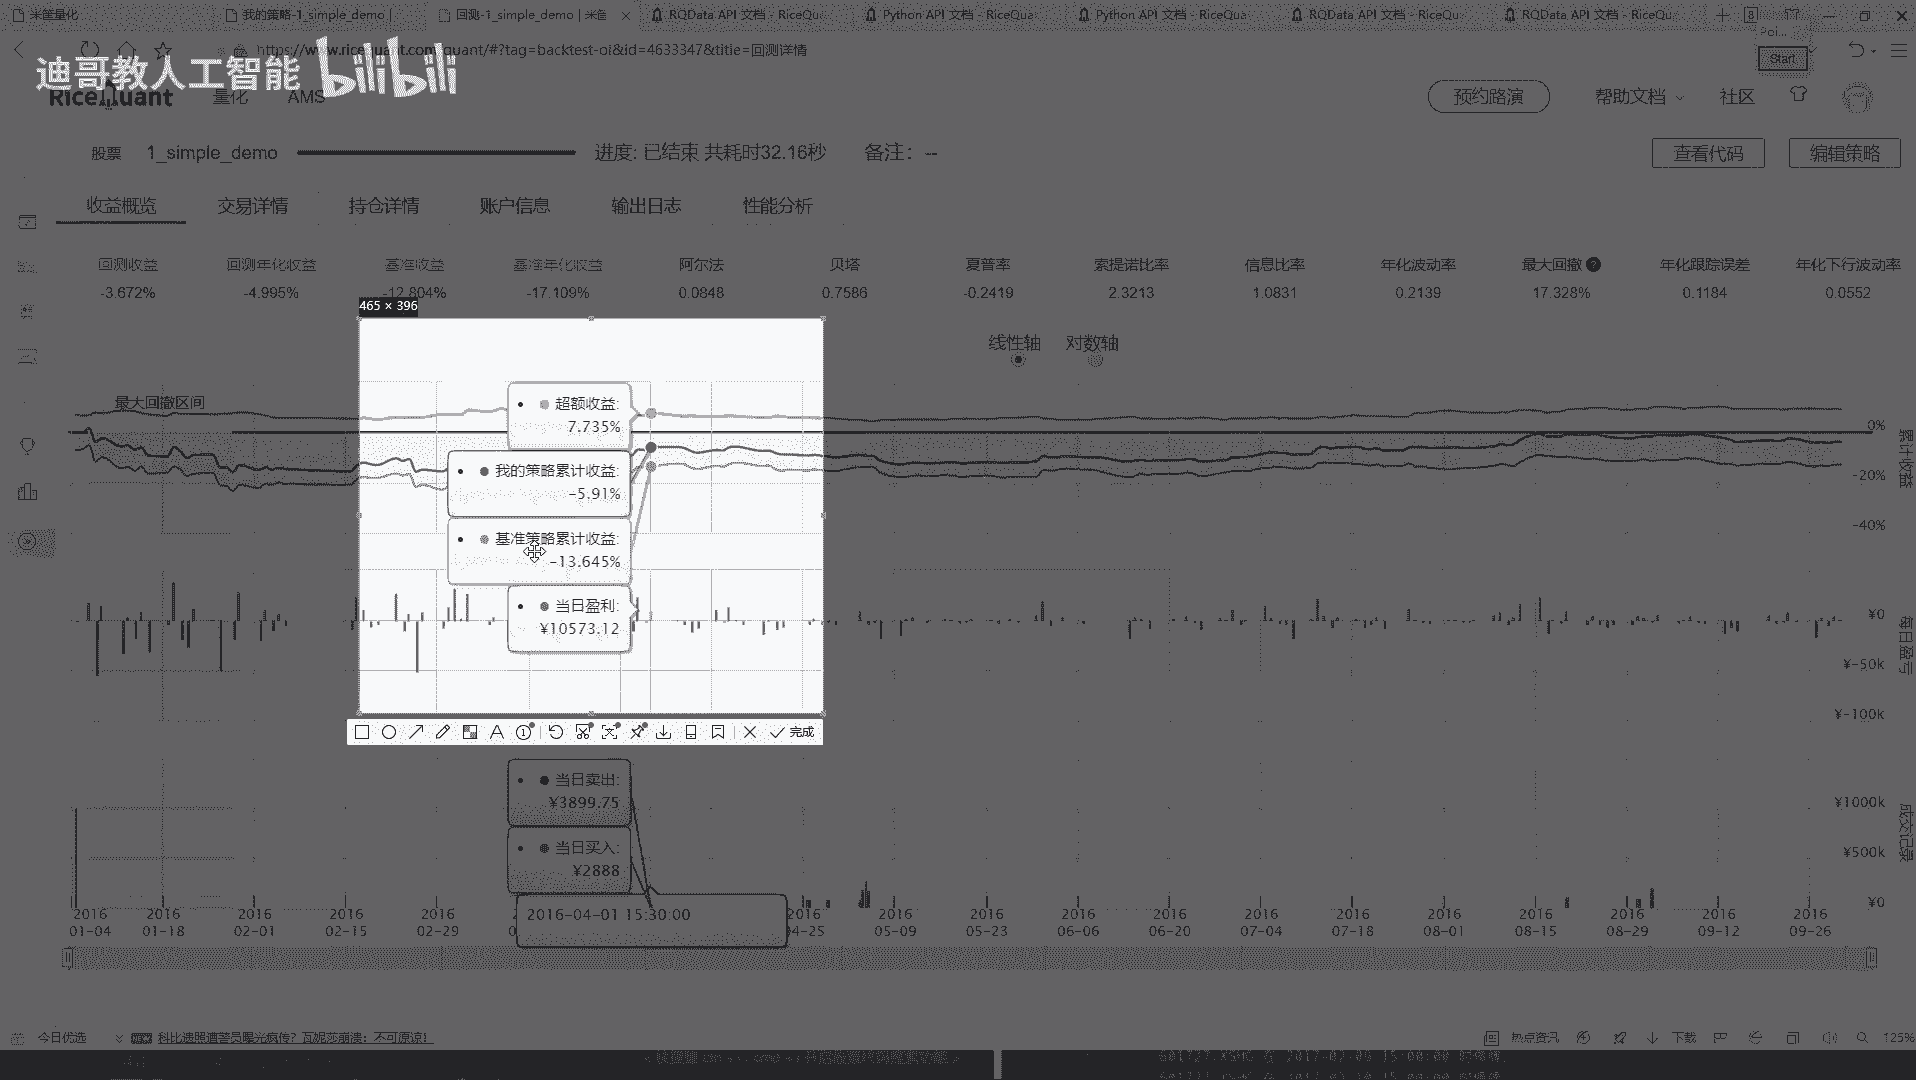 米筐量化
我的策略-1_simple_demo |
回测-1_simple_demo | 米筐
RQData API 文档 - RiceQu
Python API 文档 - RiceQua
Python API 文档 - RiceQua
RQData API 文档 - RiceQu
RQData API 文档 - RiceQu
https://www.ricequant.com/quant/#?tag=backtest-oi&id=4633347&title=回测详情
Poi...
Start
迪哥教人工智能 bilibili
RiceQuant
量化
AMS
预约路演
帮助文档
社区
股票 1_simple_demo
进度: 已结束 共耗时32.16秒
备注: --
查看代码
编辑策略
收益概览 交易详情 持仓详情 账户信息 输出日志 性能分析
回测收益 回测年化收益 基准收益 基准年化收益 阿尔法 贝塔 夏普率 索提诺比率 信息比率 年化波动率 最大回撤 年化跟踪误差 年化下行波动率
-3.672% -4.995% -12.804% -17.109% 0.0848 0.7586 -0.2419 2.3213 1.0831 0.2139 17.328% 0.1184 0.0552
465 × 396
线性轴 对数轴
最大回撤区间
超额收益:
7.735%
我的策略累计收益:
-5.91%
基准策略累计收益:
-13.645%
当日盈利:
¥10573.12
0%
-20%
-40%
累计收益
¥0
¥-50k
¥-100k
每日盈亏
完成
当日卖出:
¥3899.75
当日买入:
¥2888
2016-04-01 15:30:00
¥1000k
¥500k
¥0
成交记录
2016 2016 2016 2016 2016 2016 2016 2016 2016 2016 2016 2016 2016 2016 2016 2016 2016
01-04 01-18 02-01 02-15 02-29 04-25 05-09 05-23 06-06 06-20 07-04 07-18 08-01 08-15 08-29 09-12 09-26
今日优选
科比遗照遭警员曝光疯传？瓦妮莎崩溃：不可原谅！
热点资讯
下载
125%